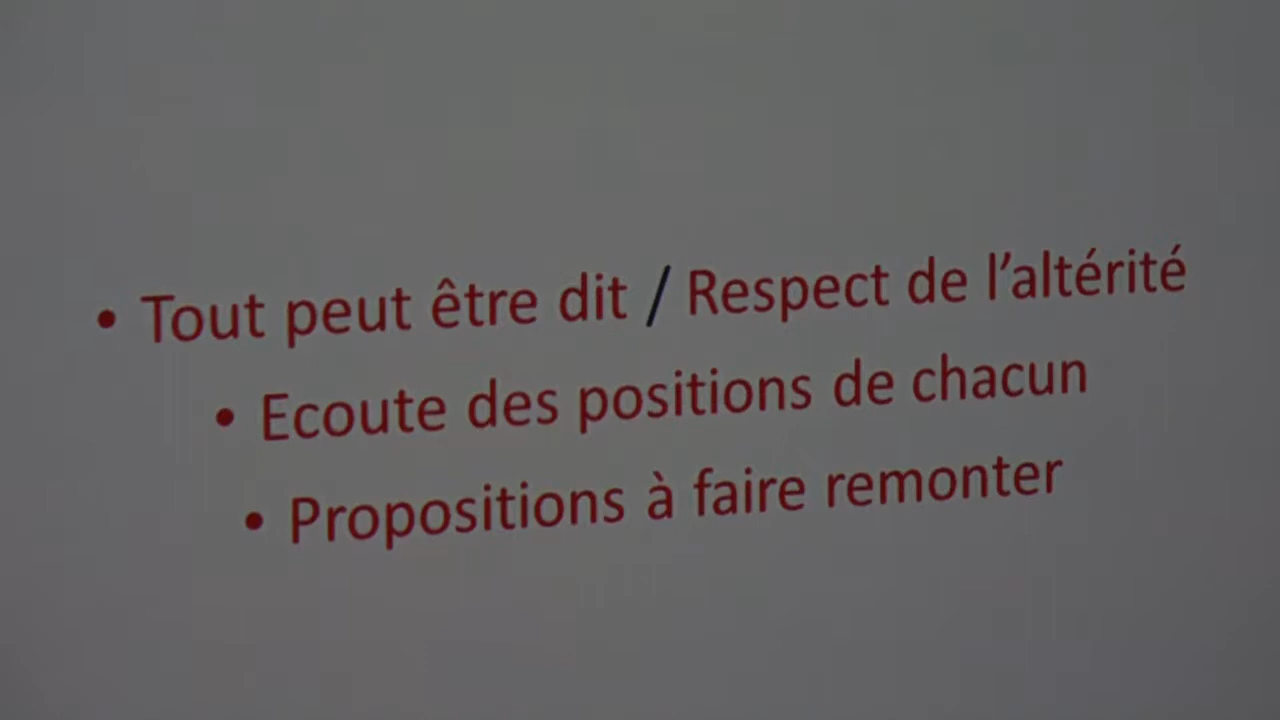 • Tout peut être dit / Respect de l’altérité
• Ecoute des positions de chacun
• Propositions à faire remonter